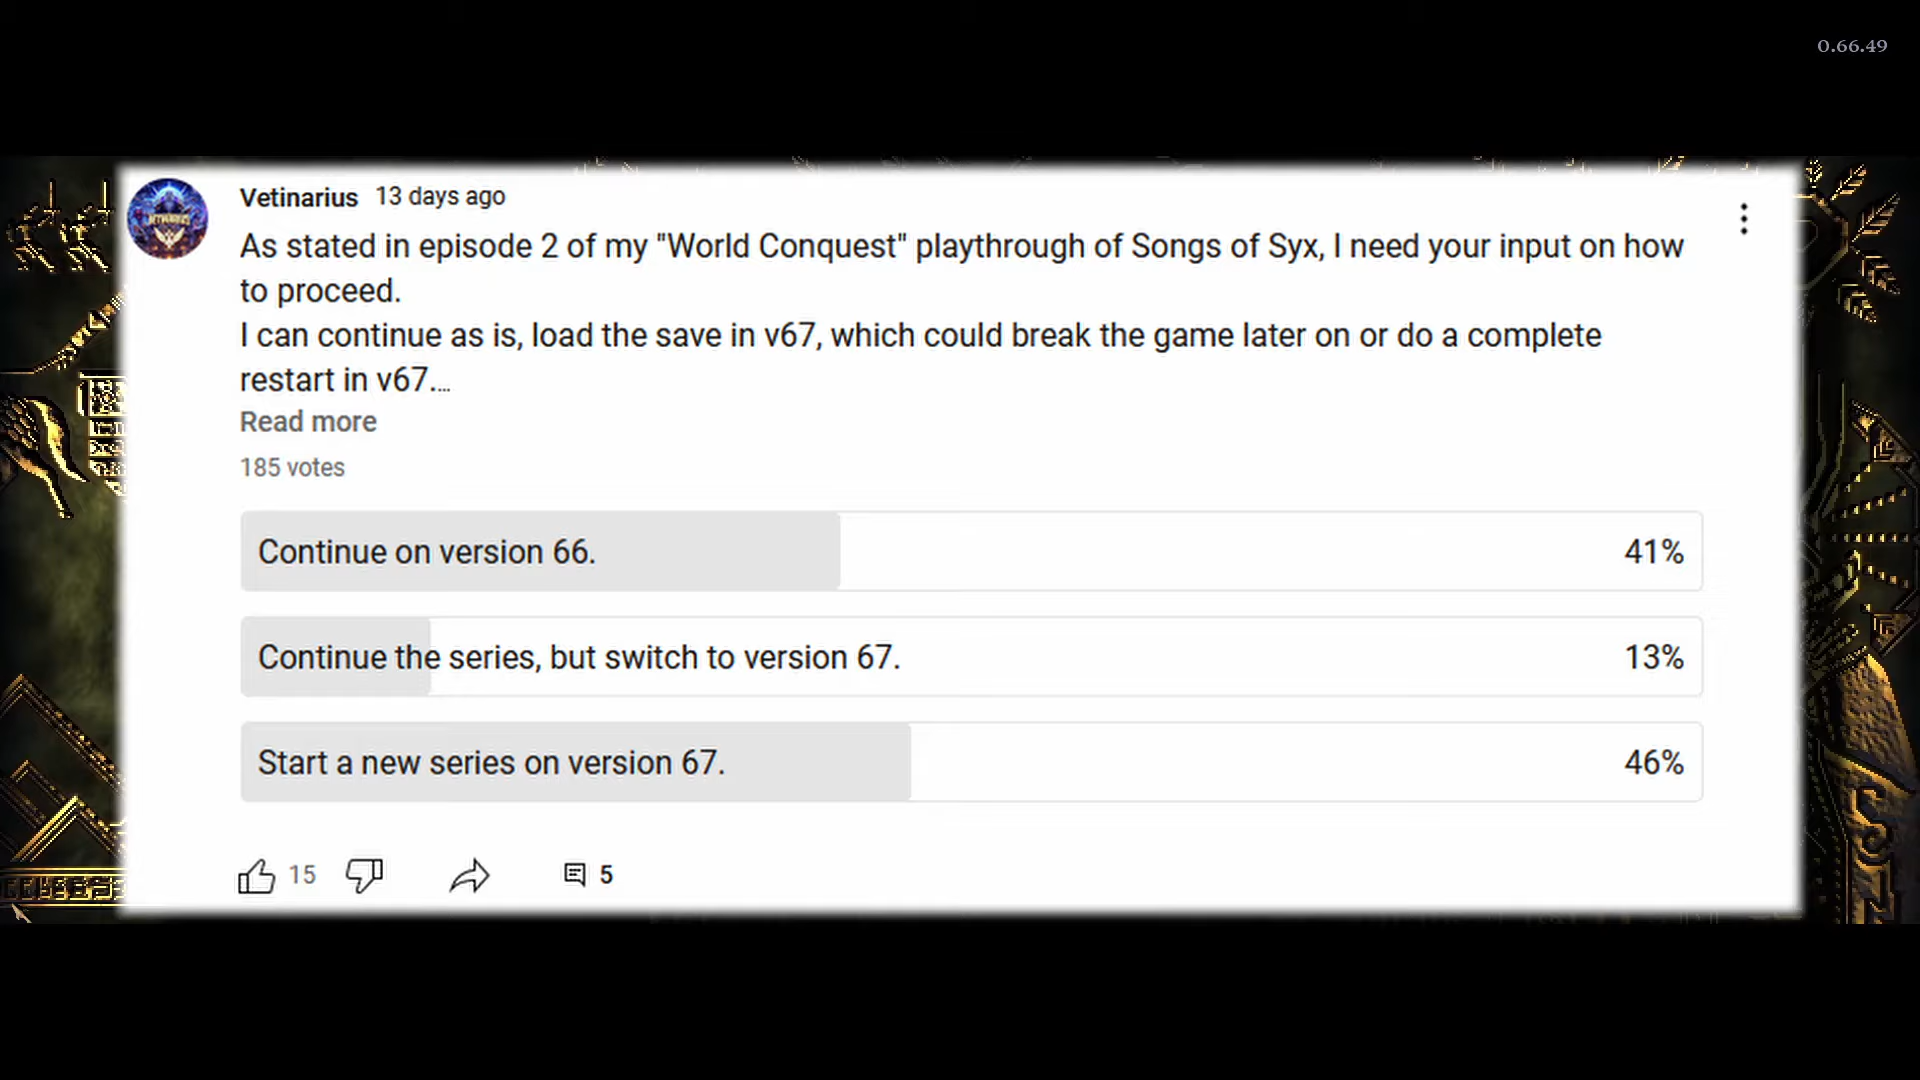 0.66.49
Vetinarius 13 days ago
As stated in episode 2 of my "World Conquest" playthrough of Songs of Syx, I need your input on how
to proceed.
I can continue as is, load the save in v67, which could break the game later on or do a complete
restart in v67....
Read more
185 votes
Continue on version 66. 41%
Continue the series, but switch to version 67. 13%
Start a new series on version 67. 46%
15 5